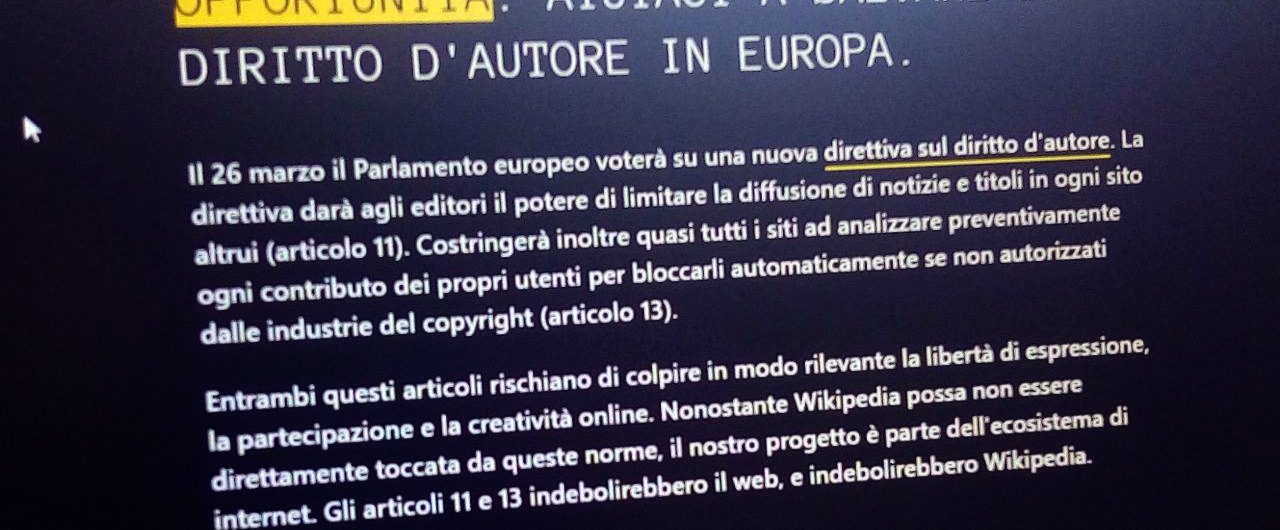 OPPORTUNITÀ. AIUTACI A
DIRITTO D'AUTORE IN EUROPA.
Il 26 marzo il Parlamento europeo voterà su una nuova direttiva sul diritto d'autore. La
direttiva darà agli editori il potere di limitare la diffusione di notizie e titoli in ogni sito
altrui (articolo 11). Costringerà inoltre quasi tutti i siti ad analizzare preventivamente
ogni contributo dei propri utenti per bloccarli automaticamente se non autorizzati
dalle industrie del copyright (articolo 13).
Entrambi questi articoli rischiano di colpire in modo rilevante la libertà di espressione,
la partecipazione e la creatività online. Nonostante Wikipedia possa non essere
direttamente toccata da queste norme, il nostro progetto è parte dell'ecosistema di
internet. Gli articoli 11 e 13 indebolirebbero il web, e indebolirebbero Wikipedia.